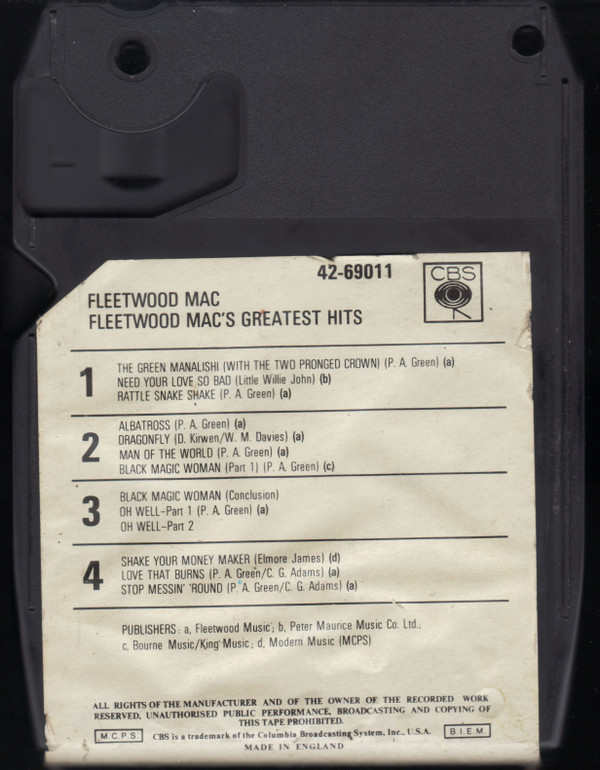 42-69011
CBS
FLEETWOOD MAC
FLEETWOOD MAC'S GREATEST HITS
1
THE GREEN MANALISHI (WITH THE TWO PRONGED CROWN) (P. A. Green) (a)
NEED YOUR LOVE SO BAD (Little Willie John) (b)
RATTLE SNAKE SHAKE (P. A. Green) (a)
2
ALBATROSS (P. A. Green) (a)
DRAGONFLY (D. Kirwen/W. M. Davies) (a)
MAN OF THE WORLD (P. A. Green) (a)
BLACK MAGIC WOMAN (Part 1) (P. A. Green) (c)
3
BLACK MAGIC WOMAN (Conclusion)
OH WELL-Part 1 (P. A. Green) (a)
OH WELL-Part 2
4
SHAKE YOUR MONEY MAKER (Elmore James) (d)
LOVE THAT BURNS (P. A. Green/C. G. Adams) (a)
STOP MESSIN' 'ROUND (P. A. Green/C. G. Adams) (a)
PUBLISHERS: a, Fleetwood Music; b, Peter Maurice Music Co. Ltd.;
c, Bourne Music/King Music; d, Modern Music (MCPS)
ALL RIGHTS OF THE MANUFACTURER AND OF THE OWNER OF THE RECORDED WORK
RESERVED. UNAUTHORISED PUBLIC PERFORMANCE, BROADCASTING AND COPYING OF
THIS TAPE PROHIBITED.
M.C.P.S. CBS is a trademark of the Columbia Broadcasting System, Inc., U.S.A. B.I.E.M.
MADE IN ENGLAND